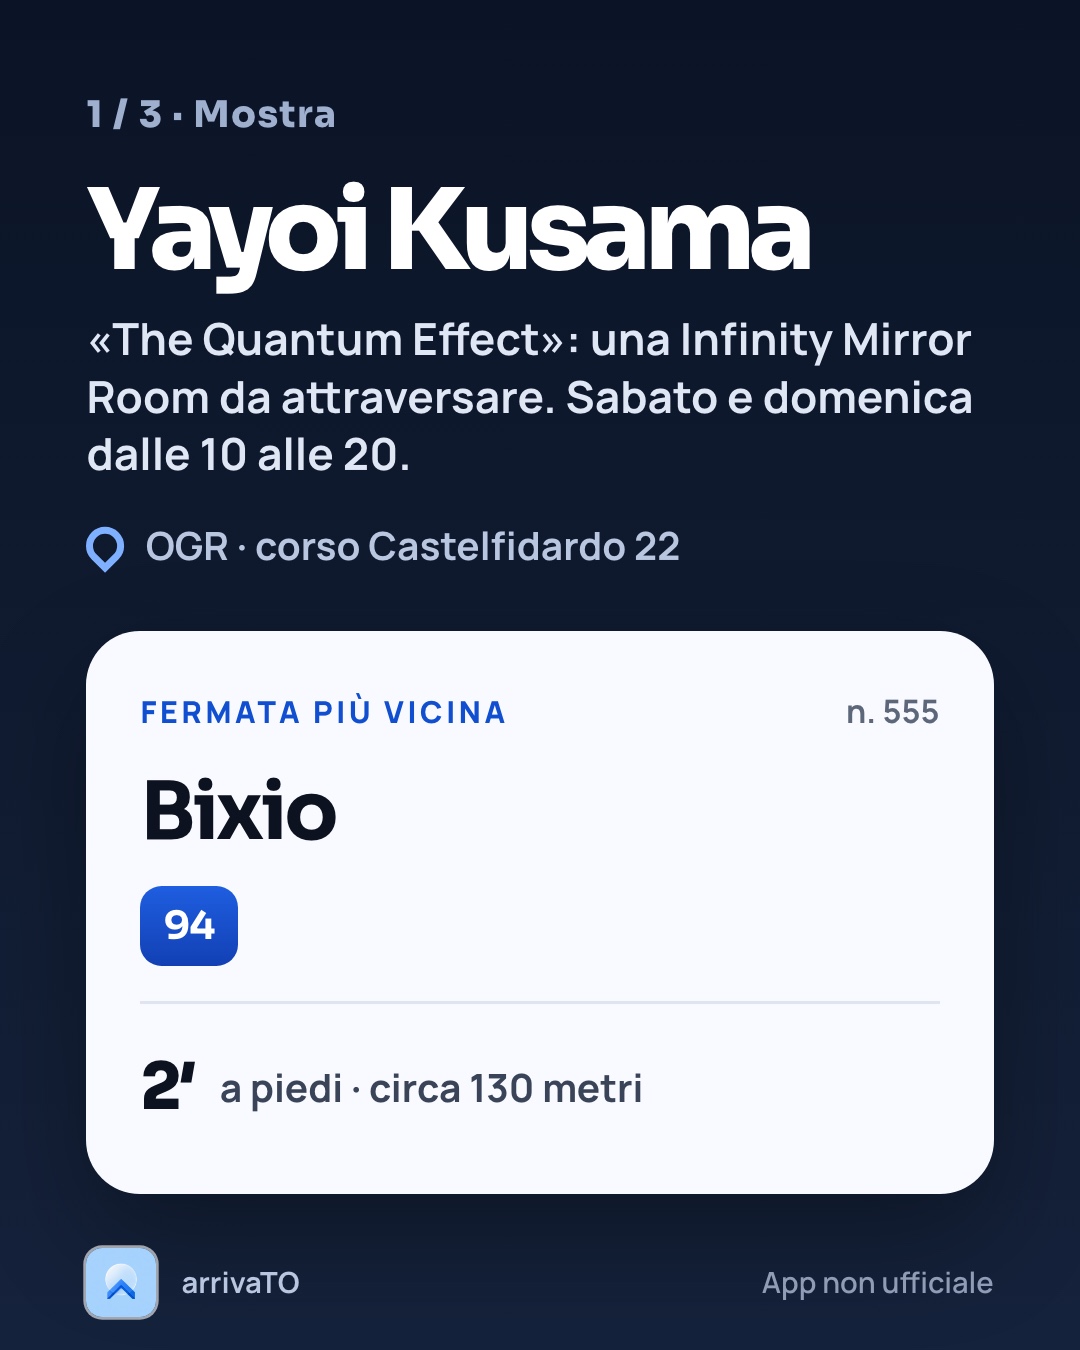 1 / 3 · Mostra
Yayoi Kusama
«The Quantum Effect»: una Infinity Mirror
Room da attraversare. Sabato e domenica
dalle 10 alle 20.
OGR · corso Castelfidardo 22
FERMATA PIÙ VICINA
n. 555
Bixio
94
2′ a piedi · circa 130 metri
arrivaTO
App non ufficiale